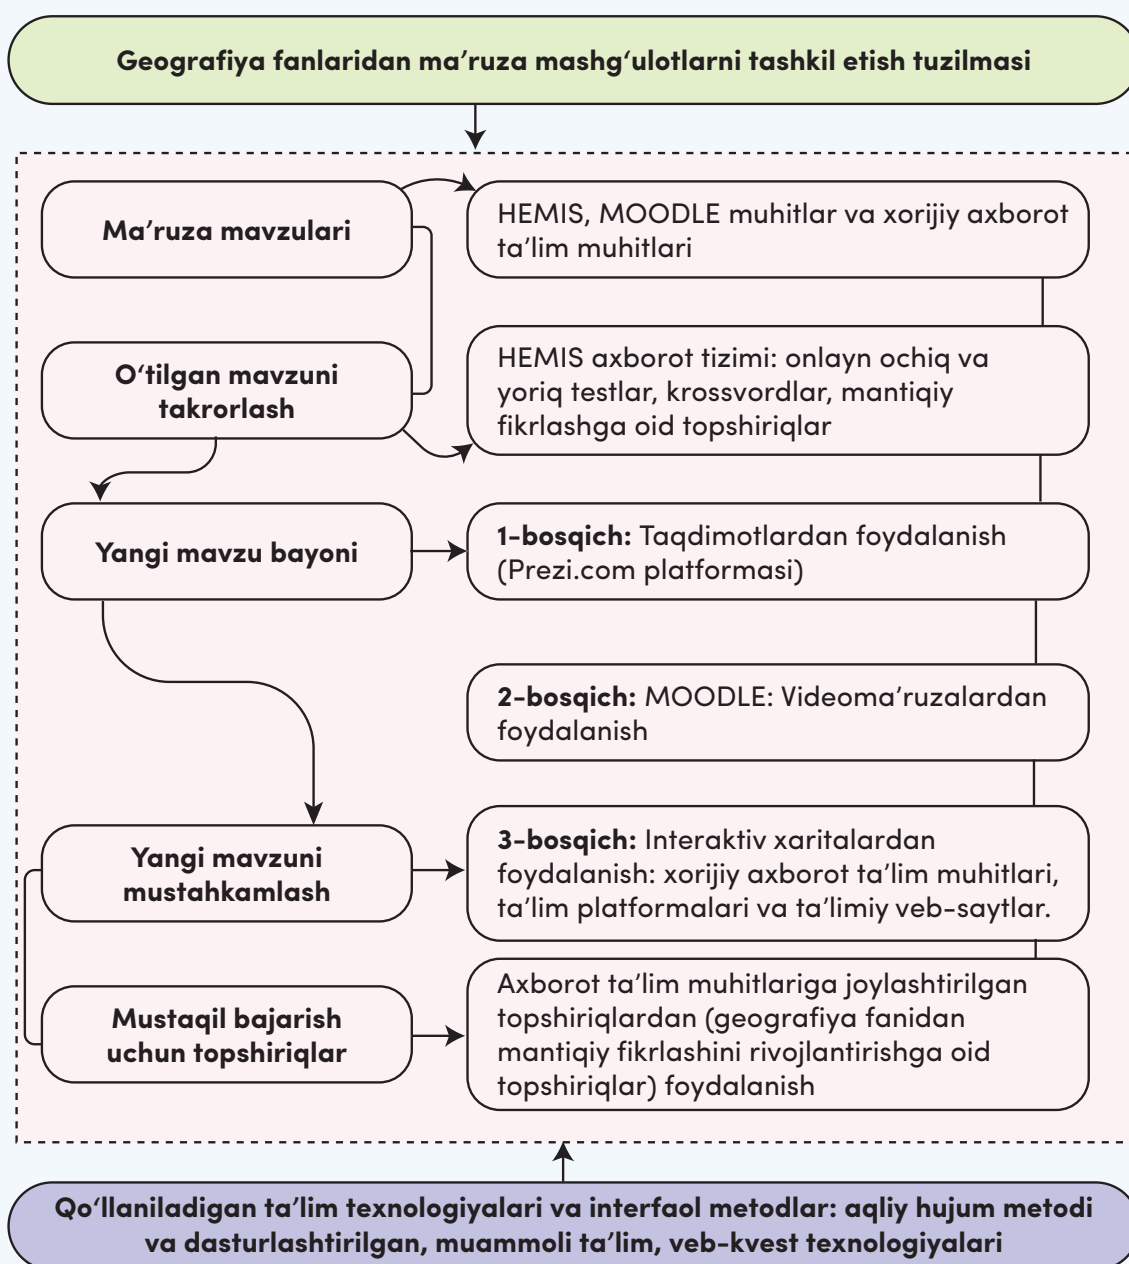 Geografiya fanlaridan ma’ruza mashg‘ulotlarni tashkil etish tuzilmasi
Ma’ruza mavzulari
HEMIS, MOODLE muhitlar va xorijiy axborot
ta’lim muhitlari
O‘tilgan mavzuni
takrorlash
HEMIS axborot tizimi: onlayn ochiq va
yoriq testlar, krossvordlar, mantiqiy
fikrlashga oid topshiriqlar
Yangi mavzu bayoni
1-bosqich: Taqdimotlardan foydalanish
(Prezi.com platformasi)
2-bosqich: MOODLE: Videoma’ruzalardan
foydalanish
Yangi mavzuni
mustahkamlash
3-bosqich: Interaktiv xaritalardan
foydalanish: xorijiy axborot ta’lim muhitlari,
ta’lim platformalari va ta’limiy veb-saytlar.
Mustaqil bajarish
uchun topshiriqlar
Axborot ta’lim muhitlariga joylashtirilgan
topshiriqlardan (geografiya fanidan
mantiqiy fikrlashini rivojlantirishga oid
topshiriqlar) foydalanish
Qo‘llaniladigan ta’lim texnologiyalari va interfaol metodlar: aqliy hujum metodi
va dasturlashtirilgan, muammoli ta’lim, veb-kvest texnologiyalari